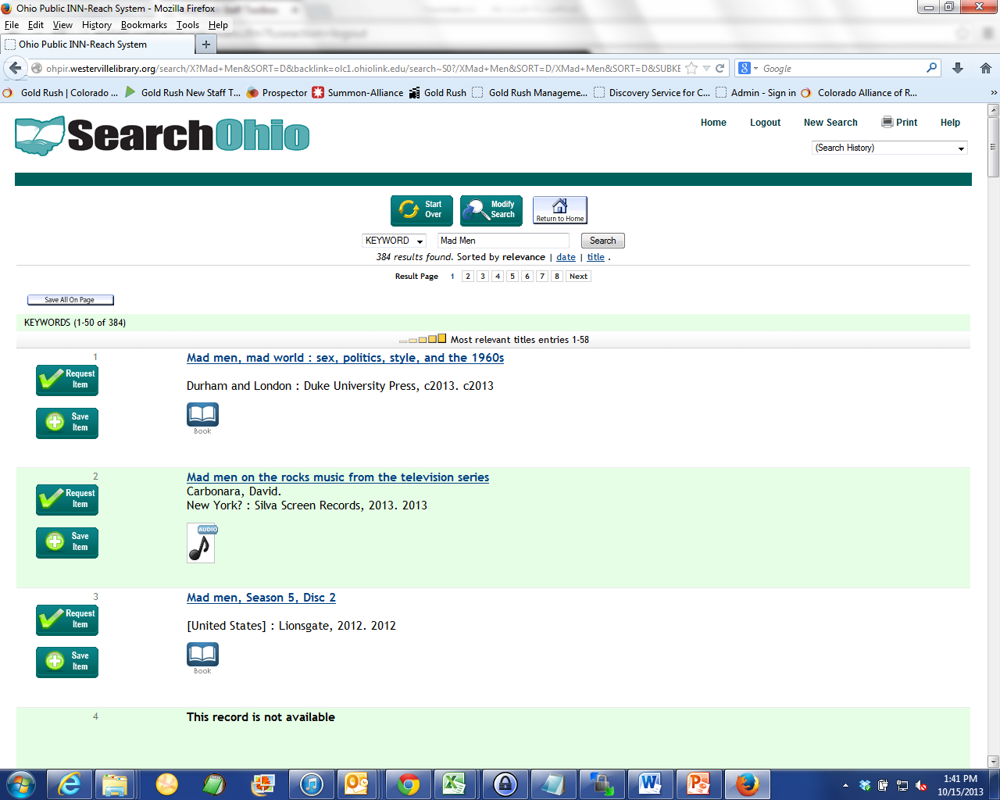 Ohio Public INN-Reach System - Mozilla Firefox
File Edit View History Bookmarks Tools Help
Ohio Public INN-Reach System +
ohpir.westervillelibrary.org/search/X?Mad+Men&SORT=D&backlink=olc1.ohiolink.edu/search~S0?/XMad+Men&SORT=D/XMad+Men&SORT=D&SUBKE
Google
Gold Rush | Colorado ... Gold Rush New Staff T... Prospector Summon-Alliance Gold Rush Gold Rush Manageme... Discovery Service for C... Admin - Sign in Colorado Alliance of R... »
SearchOhio
Home Logout New Search Print Help
(Search History)
Start Over
Modify Search
Return to Home
KEYWORD Mad Men Search
384 results found. Sorted by relevance | date | title .
Result Page 1 2 3 4 5 6 7 8 Next
Save All On Page
KEYWORDS (1-50 of 384)
Most relevant titles entries 1-58
1 Mad men, mad world : sex, politics, style, and the 1960s
Request Item
Durham and London : Duke University Press, c2013. c2013
Save Item
Book
2 Mad men on the rocks music from the television series
Request Item
Carbonara, David.
New York? : Silva Screen Records, 2013. 2013
Save Item
AUDIO
3 Mad men, Season 5, Disc 2
Request Item
[United States] : Lionsgate, 2012. 2012
Save Item
Book
4 This record is not available
1:41 PM
10/15/2013